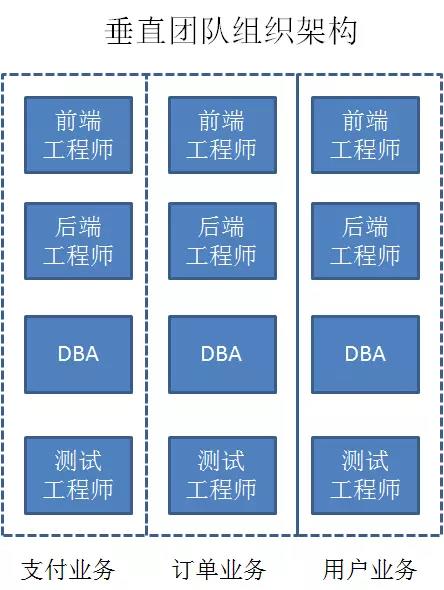 垂直团队组织架构
前端
工程师
前端
工程师
前端
工程师
后端
工程师
后端
工程师
后端
工程师
DBA
DBA
DBA
测试
工程师
测试
工程师
测试
工程师
支付业务
订单业务
用户业务